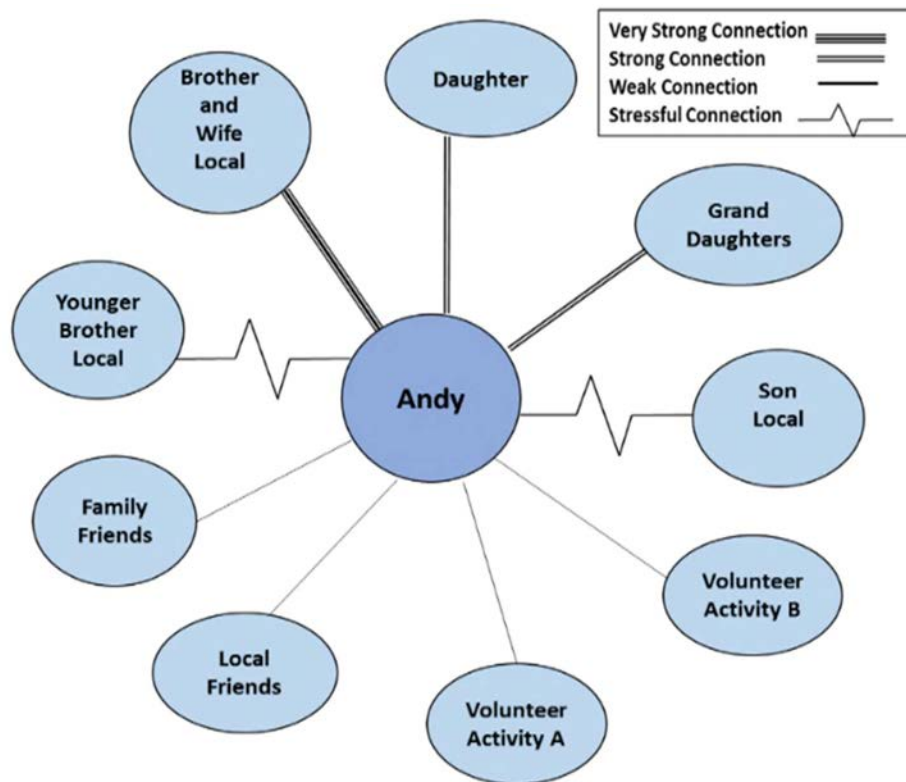 Very Strong Connection
Strong Connection
Weak Connection
Stressful Connection
Brother
and
Wife
Local
Daughter
Grand
Daughters
Younger
Brother
Local
Andy
Son
Local
Family
Friends
Volunteer
Activity B
Local
Friends
Volunteer
Activity A